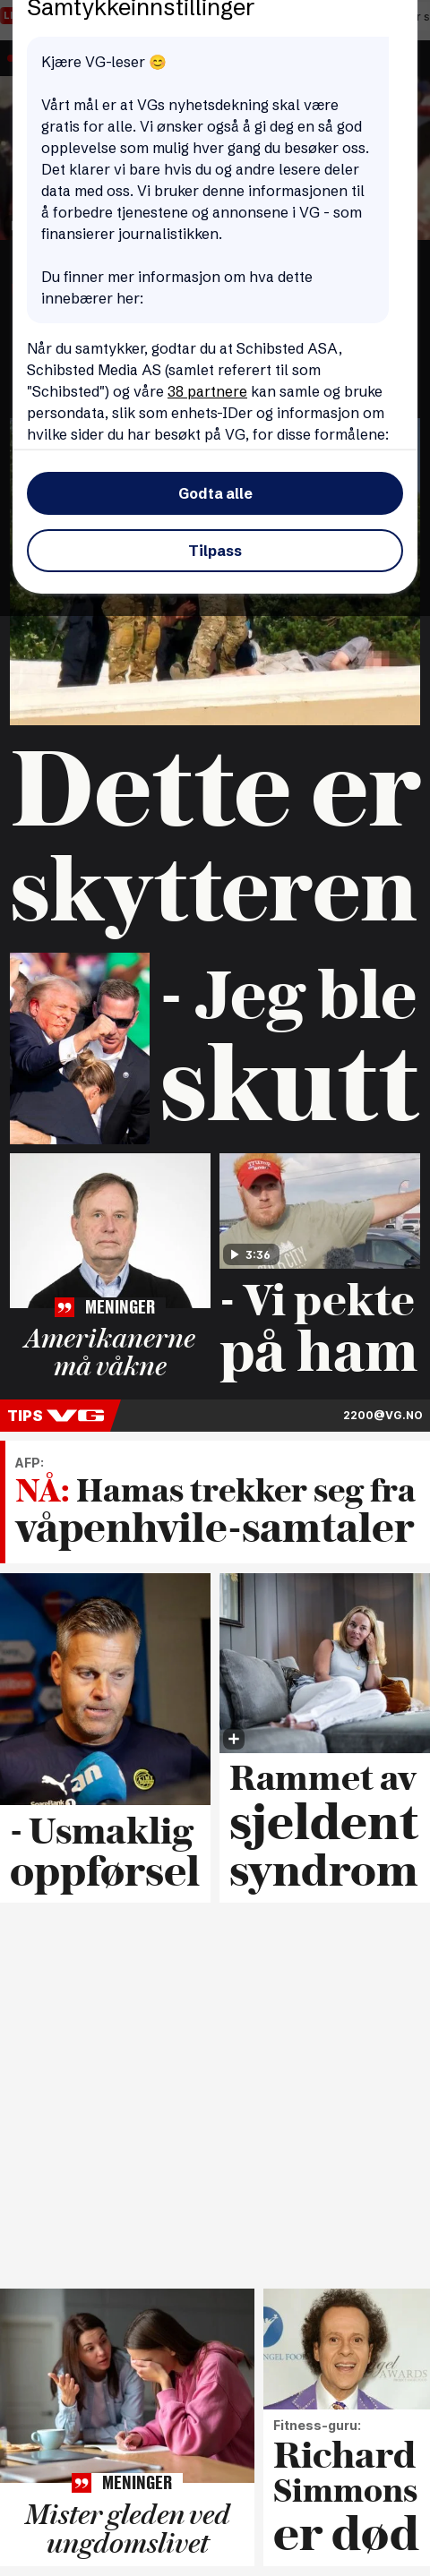 Samtykkeinnstillinger
Kjære VG-leser 😊
Vårt mål er at VGs nyhetsdekning skal være
gratis for alle. Vi ønsker også å gi deg en så god
opplevelse som mulig hver gang du besøker oss.
Det klarer vi bare hvis du og andre lesere deler
data med oss. Vi bruker denne informasjonen til
å forbedre tjenestene og annonsene i VG - som
finansierer journalistikken.
Du finner mer informasjon om hva dette
innebærer her:
Når du samtykker, godtar du at Schibsted ASA,
Schibsted Media AS (samlet referert til som
"Schibsted") og våre 38 partnere kan samle og bruke
persondata, slik som enhets-IDer og informasjon om
hvilke sider du har besøkt på VG, for disse formålene:
Godta alle
Tilpass
Dette er
skytteren
- Jeg ble
skutt
MENINGER
Amerikanerne
må våkne
3:36
- Vi pekte
på ham
TIPS VG
2200@VG.NO
AFP:
NÅ: Hamas trekker seg fra
våpenhvile-samtaler
- Usmaklig
oppførsel
Rammet av
sjeldent
syndrom
MENINGER
Mister gleden ved
ungdomslivet
Fitness-guru:
Richard
Simmons
er død